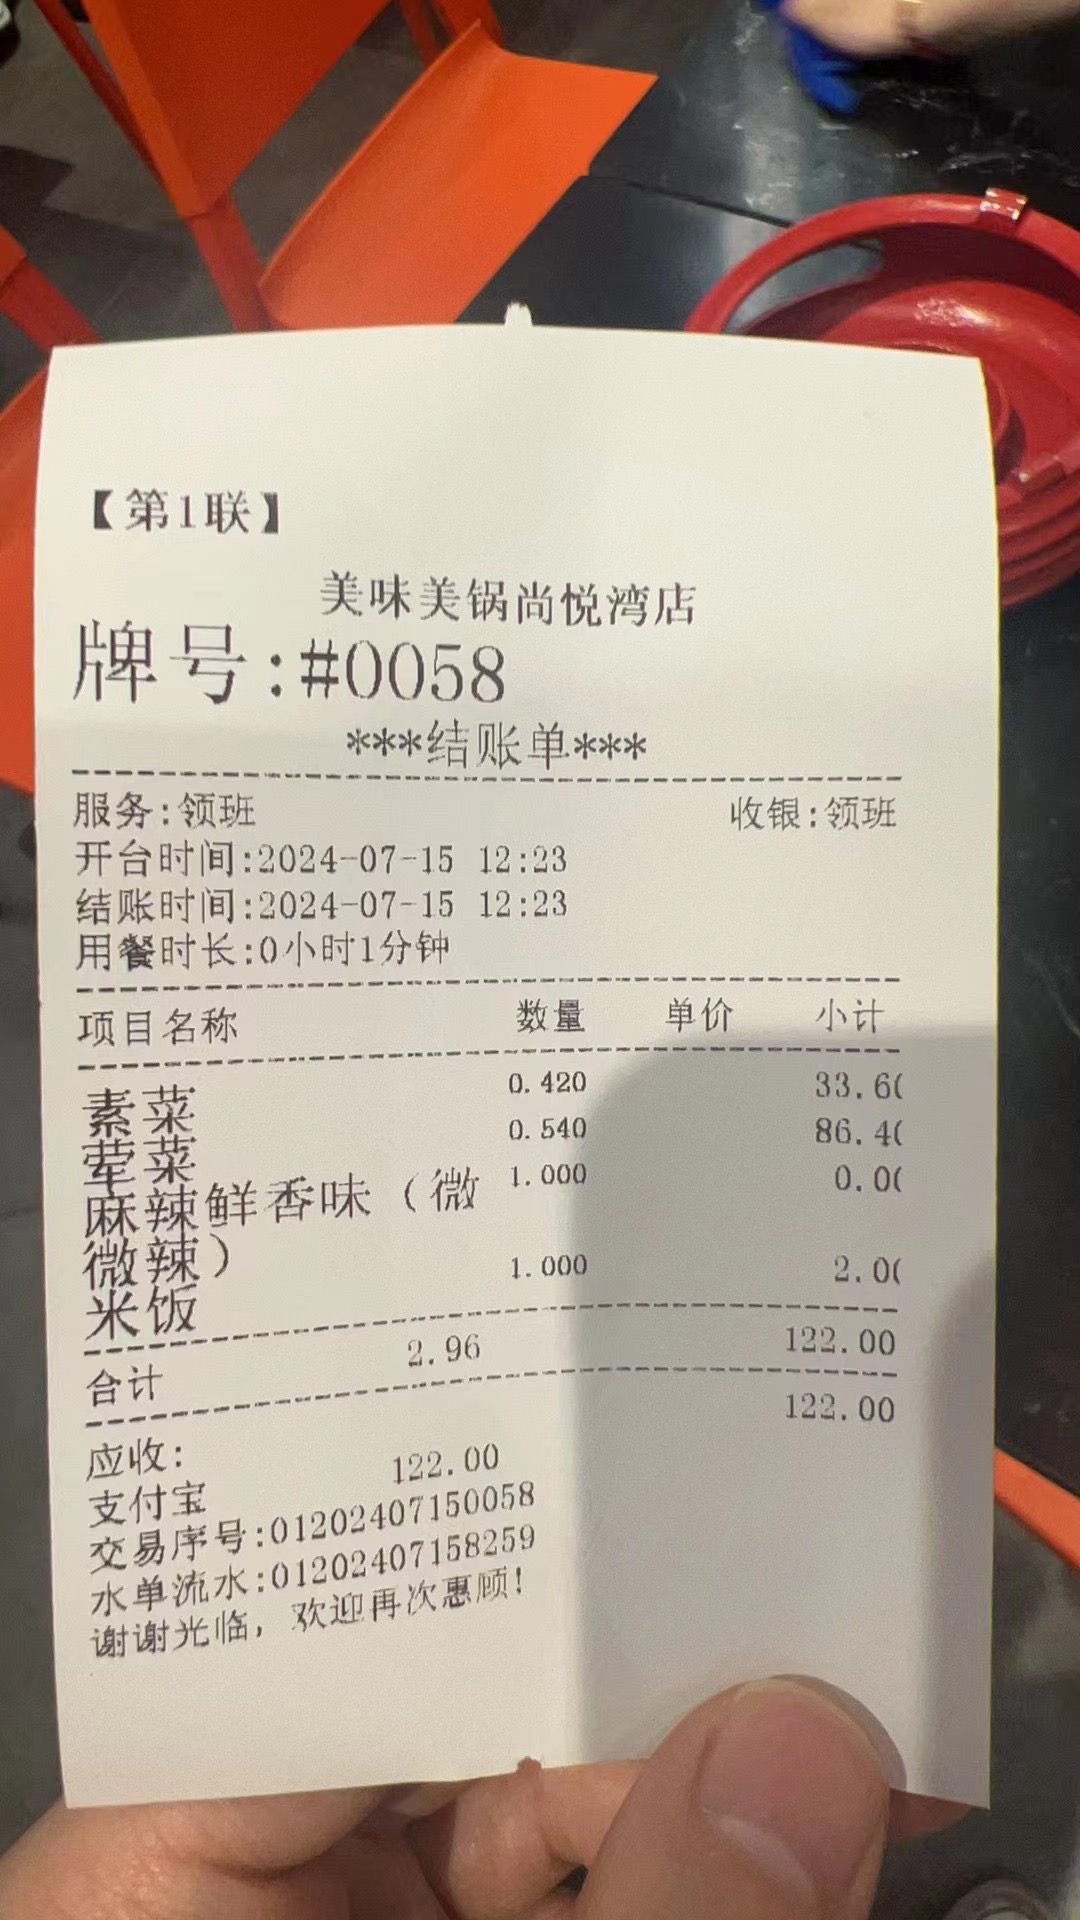 【第1联】
美味美锅尚悦湾店
牌号:#0058
***结账单***
服务:领班 收银:领班
开台时间:2024-07-15 12:23
结账时间:2024-07-15 12:23
用餐时长:0小时1分钟
项目名称 数量 单价 小计
素菜 0.420 33.6(
荤菜 0.540 86.4(
麻辣鲜香味（微 1.000 0.0(
微辣）
米饭 1.000 2.0(
合计 2.96 122.00
应收: 122.00
支付宝 122.00
交易序号:01202407150058
水单流水:01202407158259
谢谢光临, 欢迎再次惠顾!